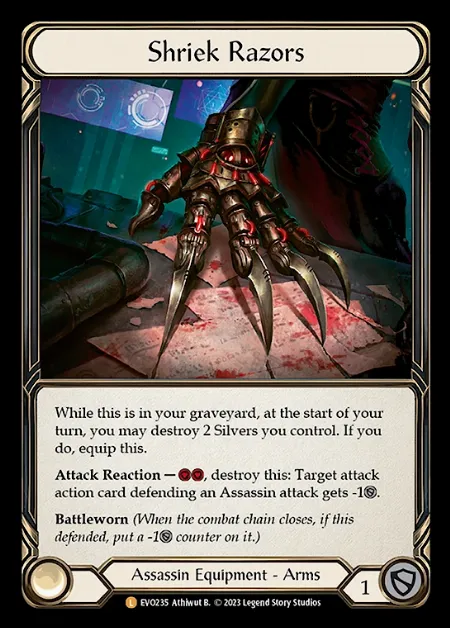 Shriek Razors
While this is in your graveyard, at the start of your
turn, you may destroy 2 Silvers you control. If you
do, equip this.
Attack Reaction — , destroy this: Target attack
action card defending an Assassin attack gets -1.
Battleworn (When the combat chain closes, if this
defended, put a -1 counter on it.)
Assassin Equipment - Arms
1
L EVO235 Athiwut B. © 2023 Legend Story Studios